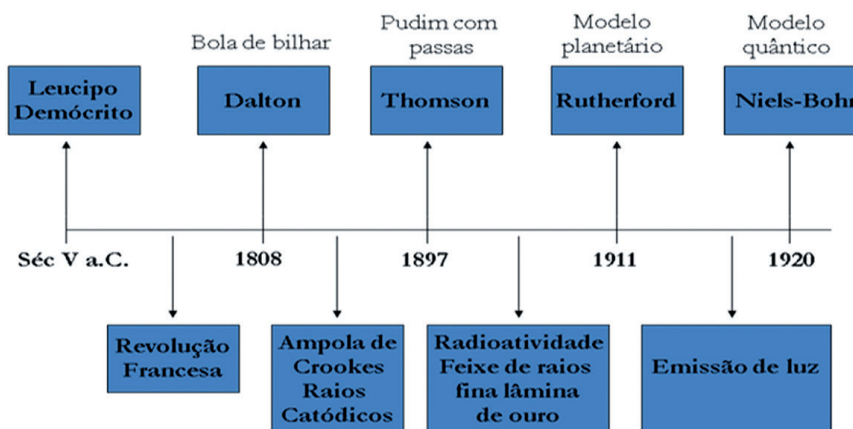 Bola de bilhar
Pudim com
passas
Modelo
planetário
Modelo
quântico
Leucipo
Demócrito
Dalton
Thomson
Rutherford
Niels-Bohr
Séc V a.C.
1808
1897
1911
1920
Revolução
Francesa
Ampola de
Crookes
Raios
Catódicos
Radioatividade
Feixe de raios
fina lâmina
de ouro
Emissão de luz